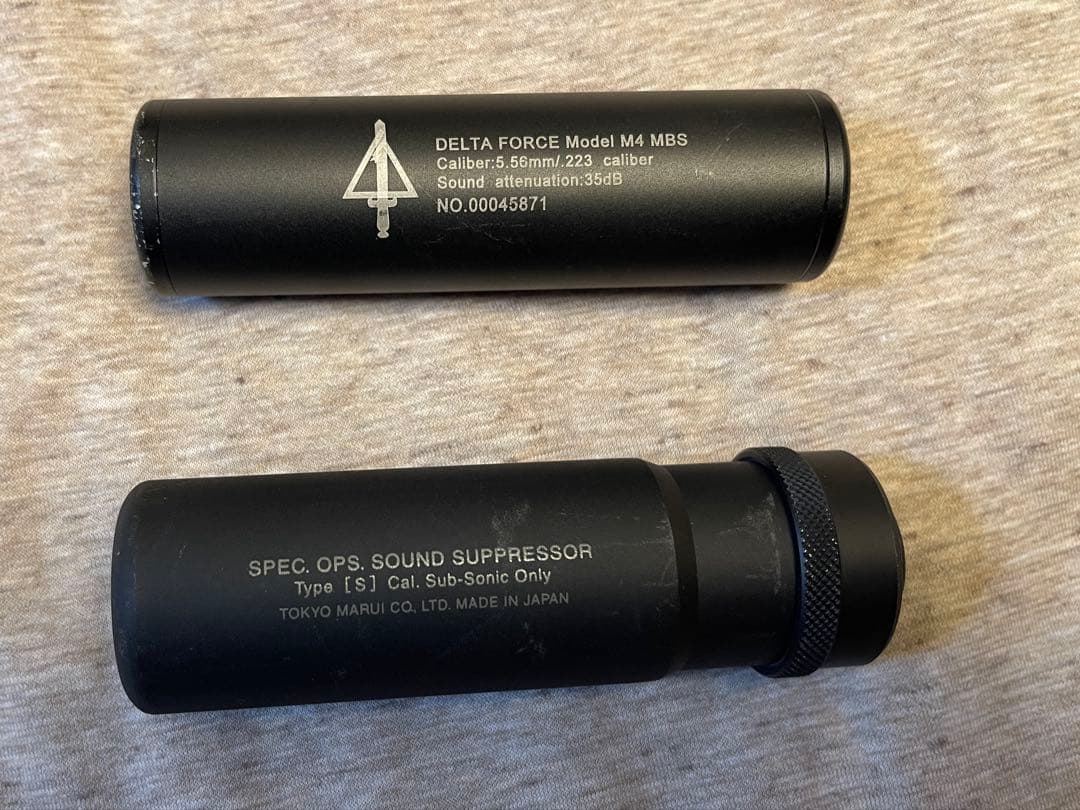 DELTA FORCE Model M4 MBS
Caliber:5.56mm/.223 caliber
Sound attenuation:35dB
NO.00045871
SPEC. OPS. SOUND SUPPRESSOR
Type [S] Cal. Sub-Sonic Only
TOKYO MARUI CO., LTD. MADE IN JAPAN